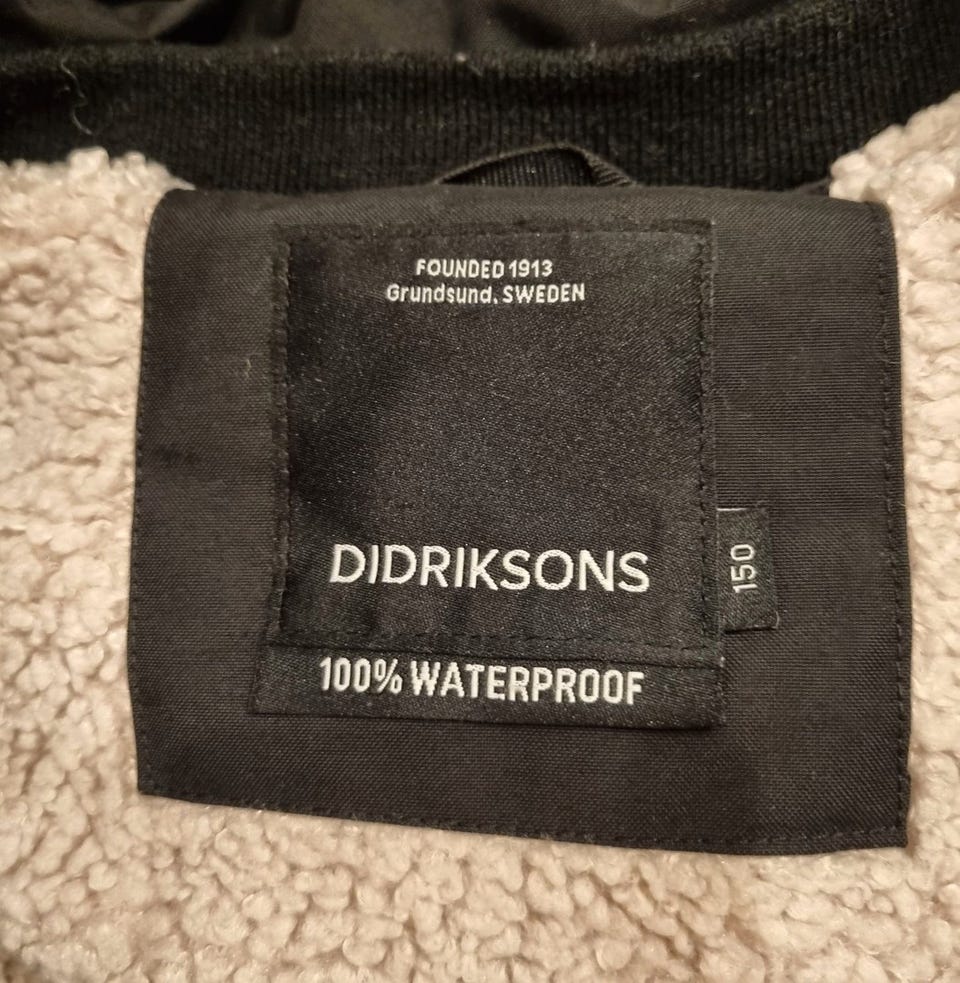 FOUNDED 1913
Grundsund, SWEDEN
DIDRIKSONS
150
100% WATERPROOF